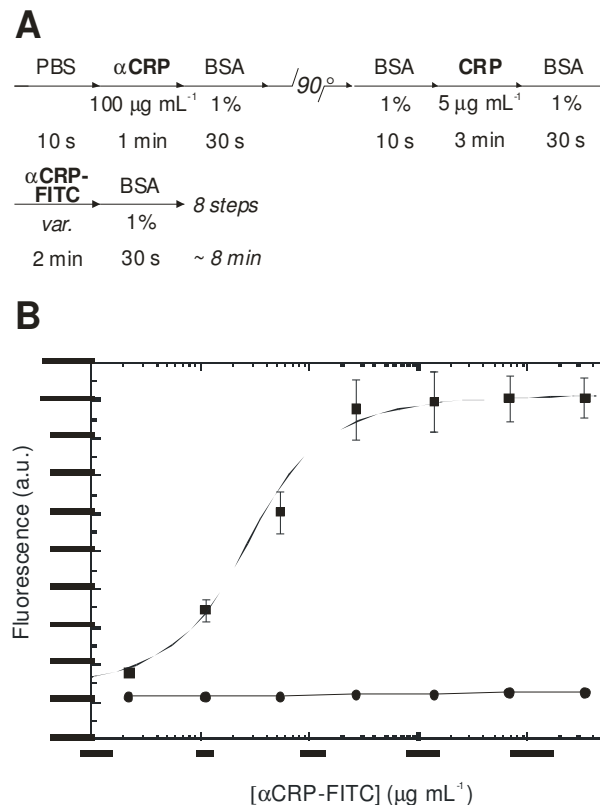 A
PBS αCRP BSA 90° BSA CRP BSA
100 µg mL⁻¹ 1% 1% 5 µg mL⁻¹ 1%
10 s 1 min 30 s 10 s 3 min 30 s
αCRP-
FITC BSA 8 steps
var. 1%
2 min 30 s ~ 8 min
B
Fluorescence (a.u.)
[αCRP-FITC] (µg mL⁻¹)